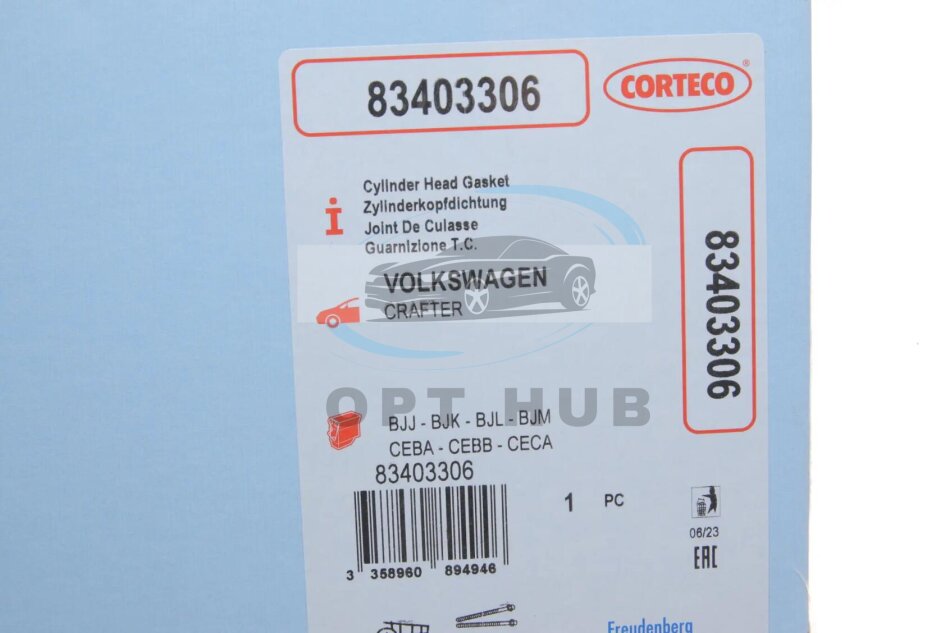 83403306
CORTECO®
Cylinder Head Gasket
Zylinderkopfdichtung
Joint De Culasse
Guarnizione T.C.
VOLKSWAGEN
CRAFTER
83403306
OPT HUB
BJJ - BJK - BJL - BJM
CEBA - CEBB - CECA
83403306
1 PC
06/23
EAC
3 358960 894946
Freudenberg